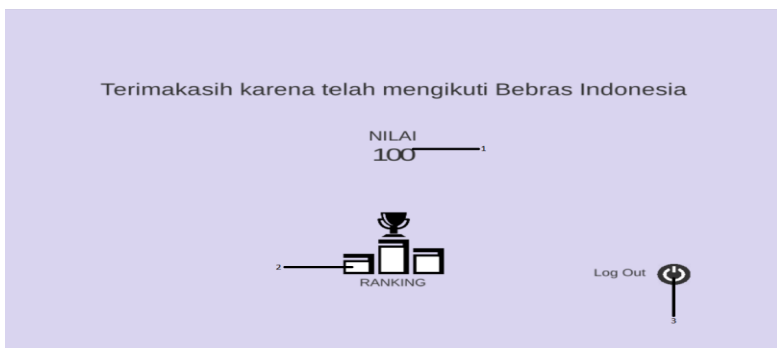 Terimakasih karena telah mengikuti Bebras Indonesia
NILAI
100
1
2
RANKING
Log Out
3